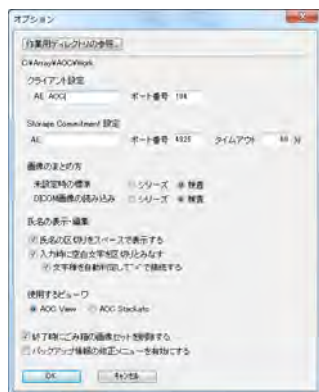 オプション
作業用ディレクトリの参照...
C:¥Array¥AOC¥Work
クライアント設定
AE AOC ポート番号 104
Storage Commitment 設定
AE ポート番号 タイムアウト
画像のまとめ方
未設定時の標準 シリーズ 検査
DICOM画像の読み込み シリーズ 検査
氏名の表示・編集
氏名の区切りをスペースで表示する
入力時に空白文字を区切りとみなす
文字種を自動判定して"="で接続する
使用するビューワ
AOC View AOC Stackato
終了時にごみ箱の画像セットを削除する
バックアップ情報の修正メニューを有効にする
OK キャンセル